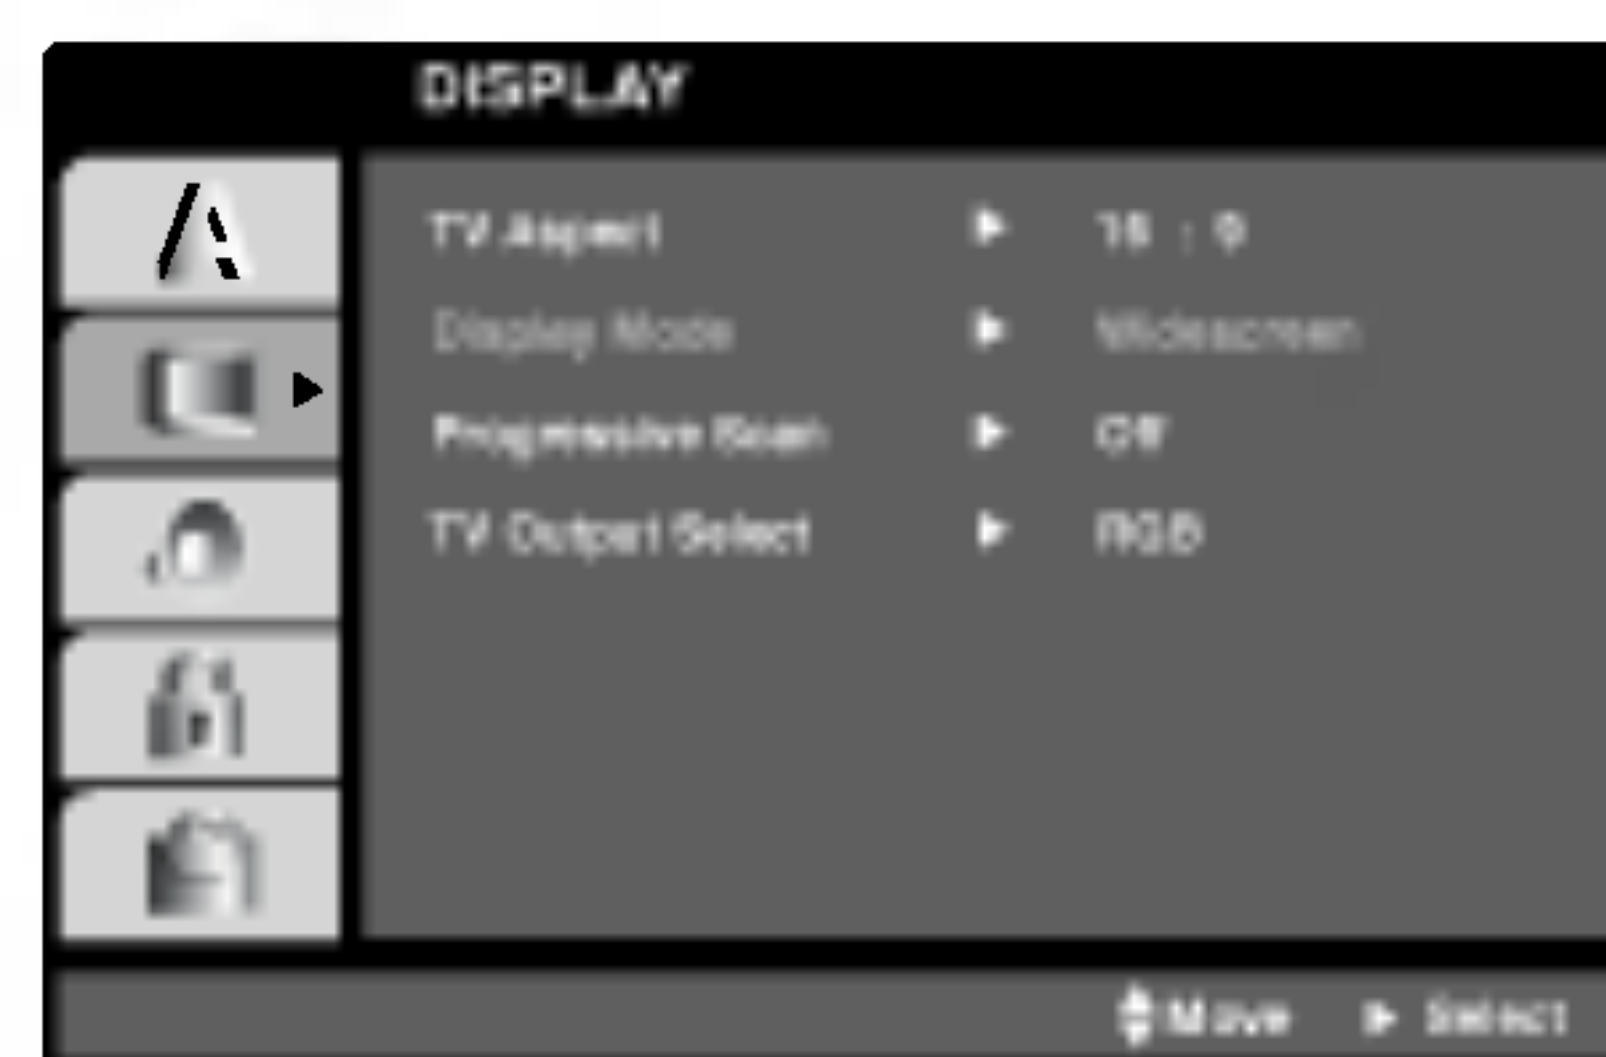 DISPLAY
TV Aspect ► 16 : 9
Display Mode ► Widescreen
Progressive Scan ► Off
TV Output Select ► RGB
Move ► Select